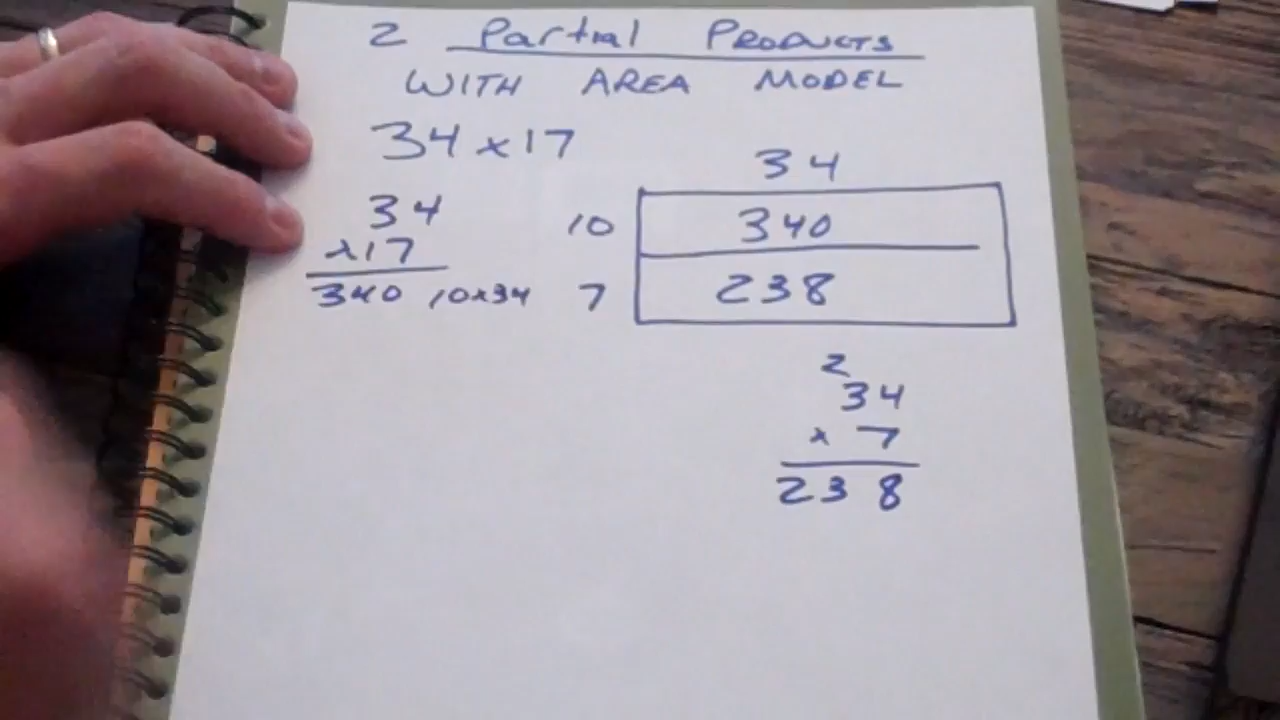 2 Partial Products
WITH AREA MODEL
34 x 17
34
x17
340 10x34
34
10 340
7 238
2
34
x 7
238